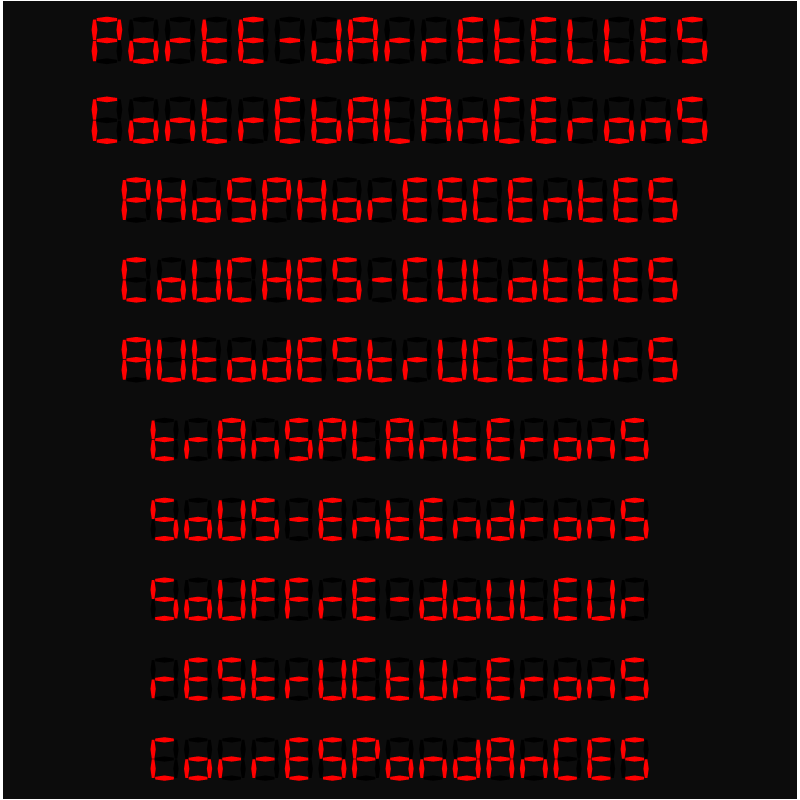 PortE-JArrEtELLES
ContrEbALAnCEronS
PHoSPHorESCEntES
CoUCHES-CULottES
AUtodEStrUCtEUrS
trAnSPLAntEronS
SoUS-EntEndronS
SoUFFrE-doULEUr
rEStrUCtUrEronS
CorrESPondAnCES